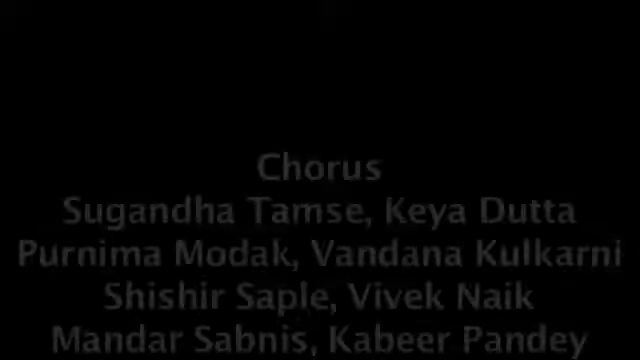 Chorus
Sugandha Tamse, Keya Dutta
Purnima Modak, Vandana Kulkarni
Shishir Saple, Vivek Naik
Mandar Sabnis, Kabeer Pandey